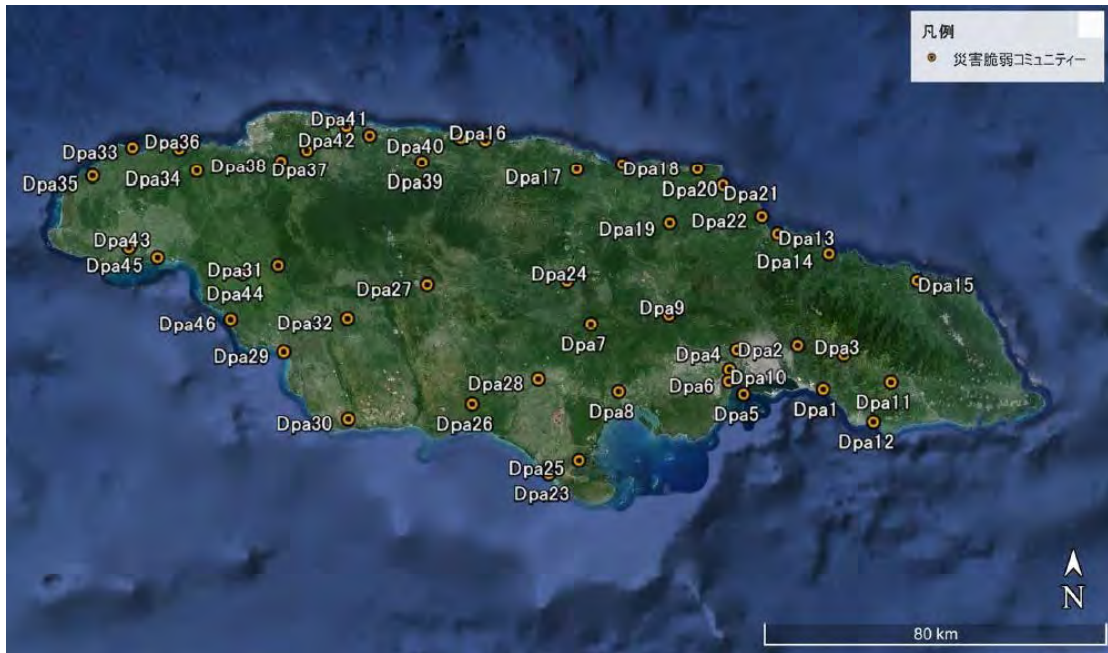 凡例
災害脆弱コミュニティー
Dpa41
Dpa16
Dpa33
Dpa36
Dpa42
Dpa40
Dpa38
Dpa37
Dpa35
Dpa34
Dpa39
Dpa17
Dpa18
Dpa20
Dpa21
Dpa22
Dpa19
Dpa43
Dpa13
Dpa45
Dpa14
Dpa31
Dpa24
Dpa27
Dpa15
Dpa44
Dpa9
Dpa46
Dpa32
Dpa7
Dpa29
Dpa4
Dpa2
Dpa3
Dpa28
Dpa6
Dpa10
Dpa8
Dpa5
Dpa1
Dpa11
Dpa30
Dpa26
Dpa12
Dpa25
Dpa23
N
80 km